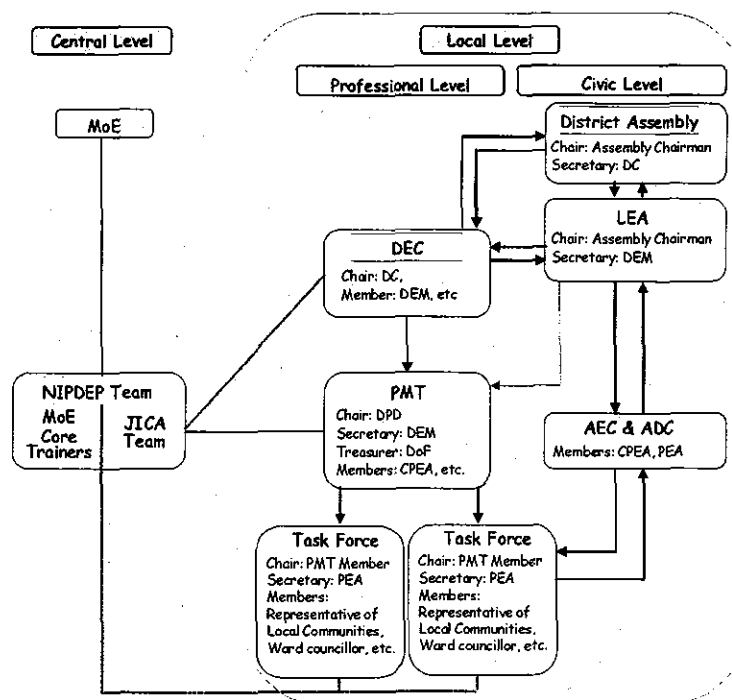 Central Level
Local Level
Professional Level
Civic Level
MoE
District Assembly
Chair: Assembly Chairman
Secretary: DC
LEA
Chair: Assembly Chairman
Secretary: DEM
DEC
Chair: DC,
Member: DEM, etc
NIPDEP Team
MoE
Core
Trainers
JICA
Team
PMT
Chair: DPD
Secretary: DEM
Treasurer: DoF
Members: CPEA, etc.
AEC & ADC
Members: CPEA, PEA
Task Force
Chair: PMT Member
Secretary: PEA
Members:
Representative of
Local Communities,
Ward councillor, etc.
Task Force
Chair: PMT Member
Secretary: PEA
Members:
Representative of
Local Communities,
Ward councillor, etc.